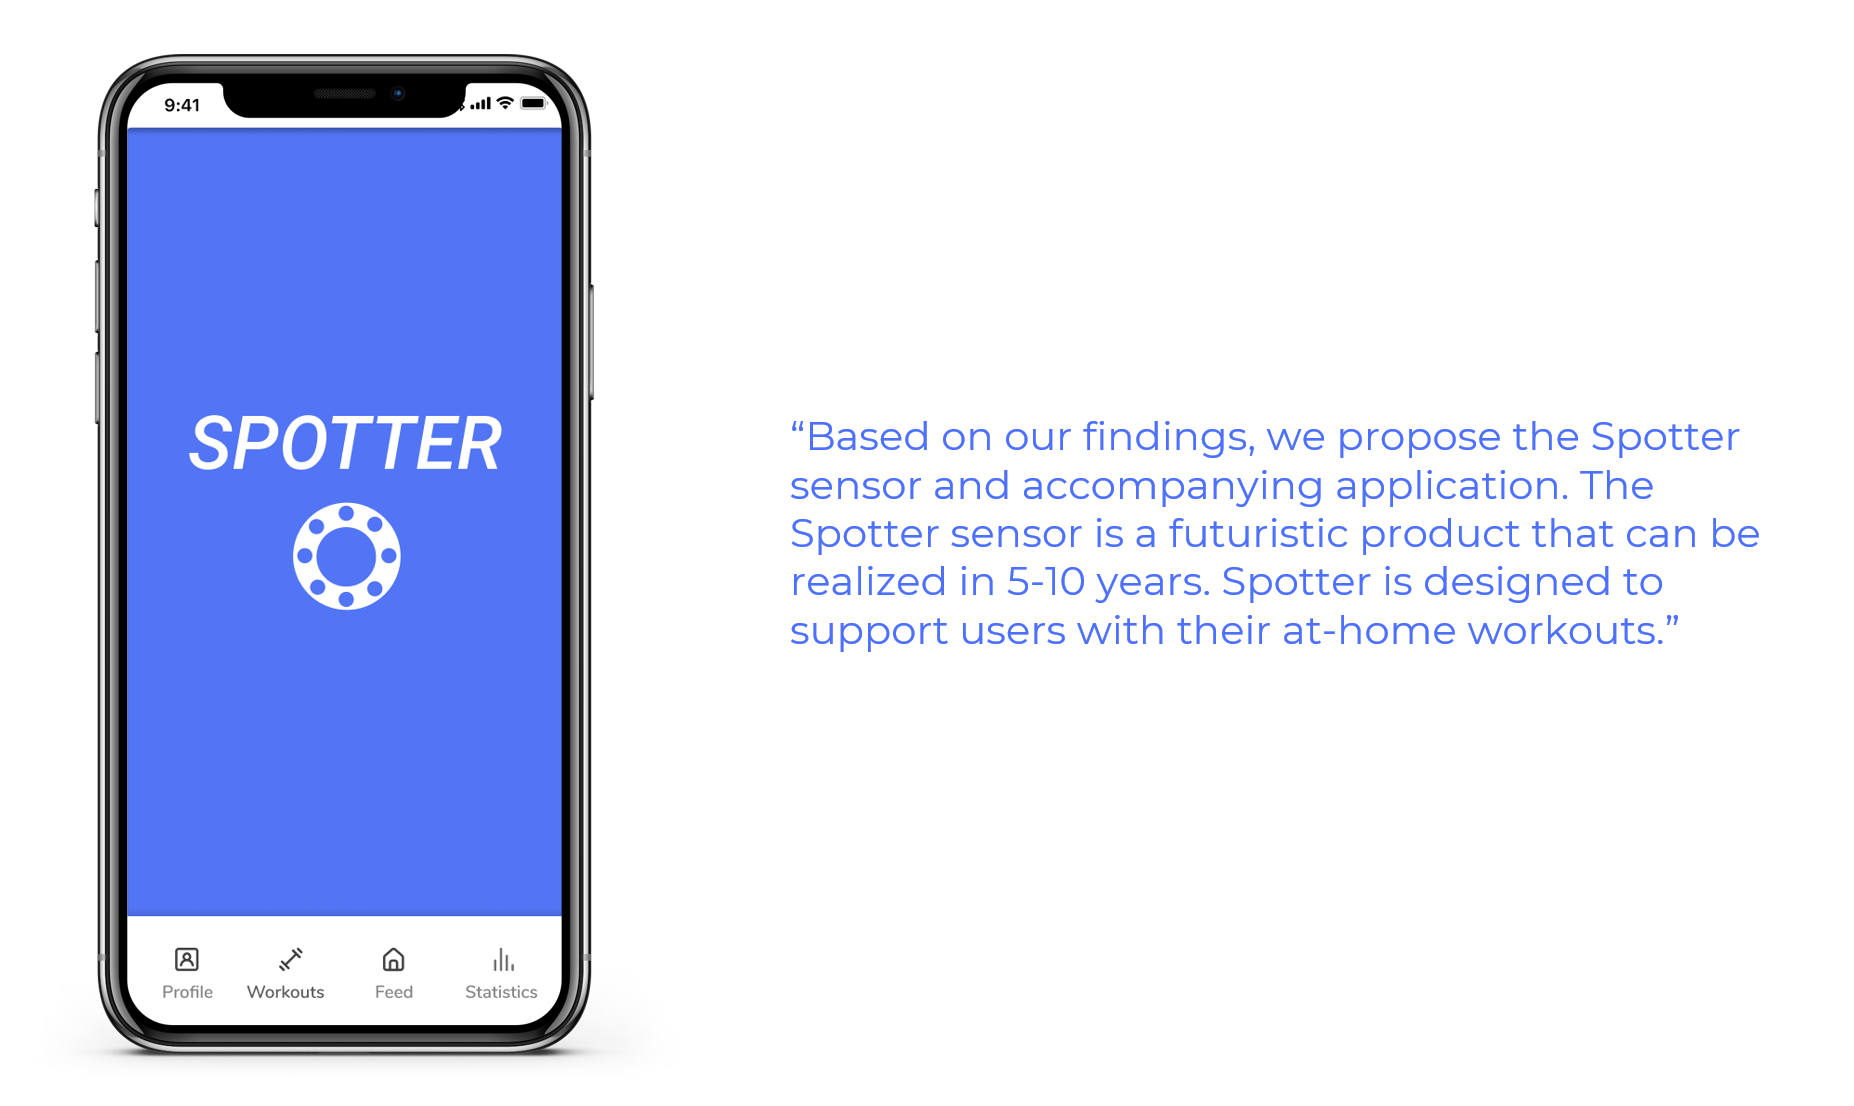 9:41
SPOTTER
Profile
Workouts
Feed
Statistics
“Based on our findings, we propose the Spotter
sensor and accompanying application. The
Spotter sensor is a futuristic product that can be
realized in 5-10 years. Spotter is designed to
support users with their at-home workouts.”